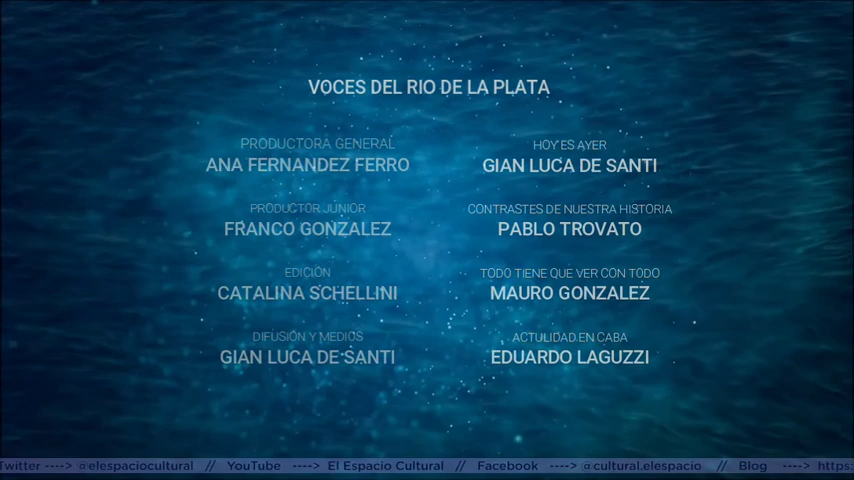 VOCES DEL RIO DE LA PLATA
PRODUCTORA GENERAL
ANA FERNANDEZ FERRO
PRODUCTOR JUNIOR
FRANCO GONZALEZ
EDICIÓN
CATALINA SCHELLINI
DIFUSIÓN Y MEDIOS
GIAN LUCA DE SANTI
HOY ES AYER
GIAN LUCA DE SANTI
CONTRASTES DE NUESTRA HISTORIA
PABLO TROVATO
TODO TIENE QUE VER CON TODO
MAURO GONZALEZ
ACTULIDAD EN CABA
EDUARDO LAGUZZI
Twitter ----> @elespaciocultural // YouTube ----> El Espacio Cultural // Facebook ----> @cultural.elespacio // Blog ----> https: